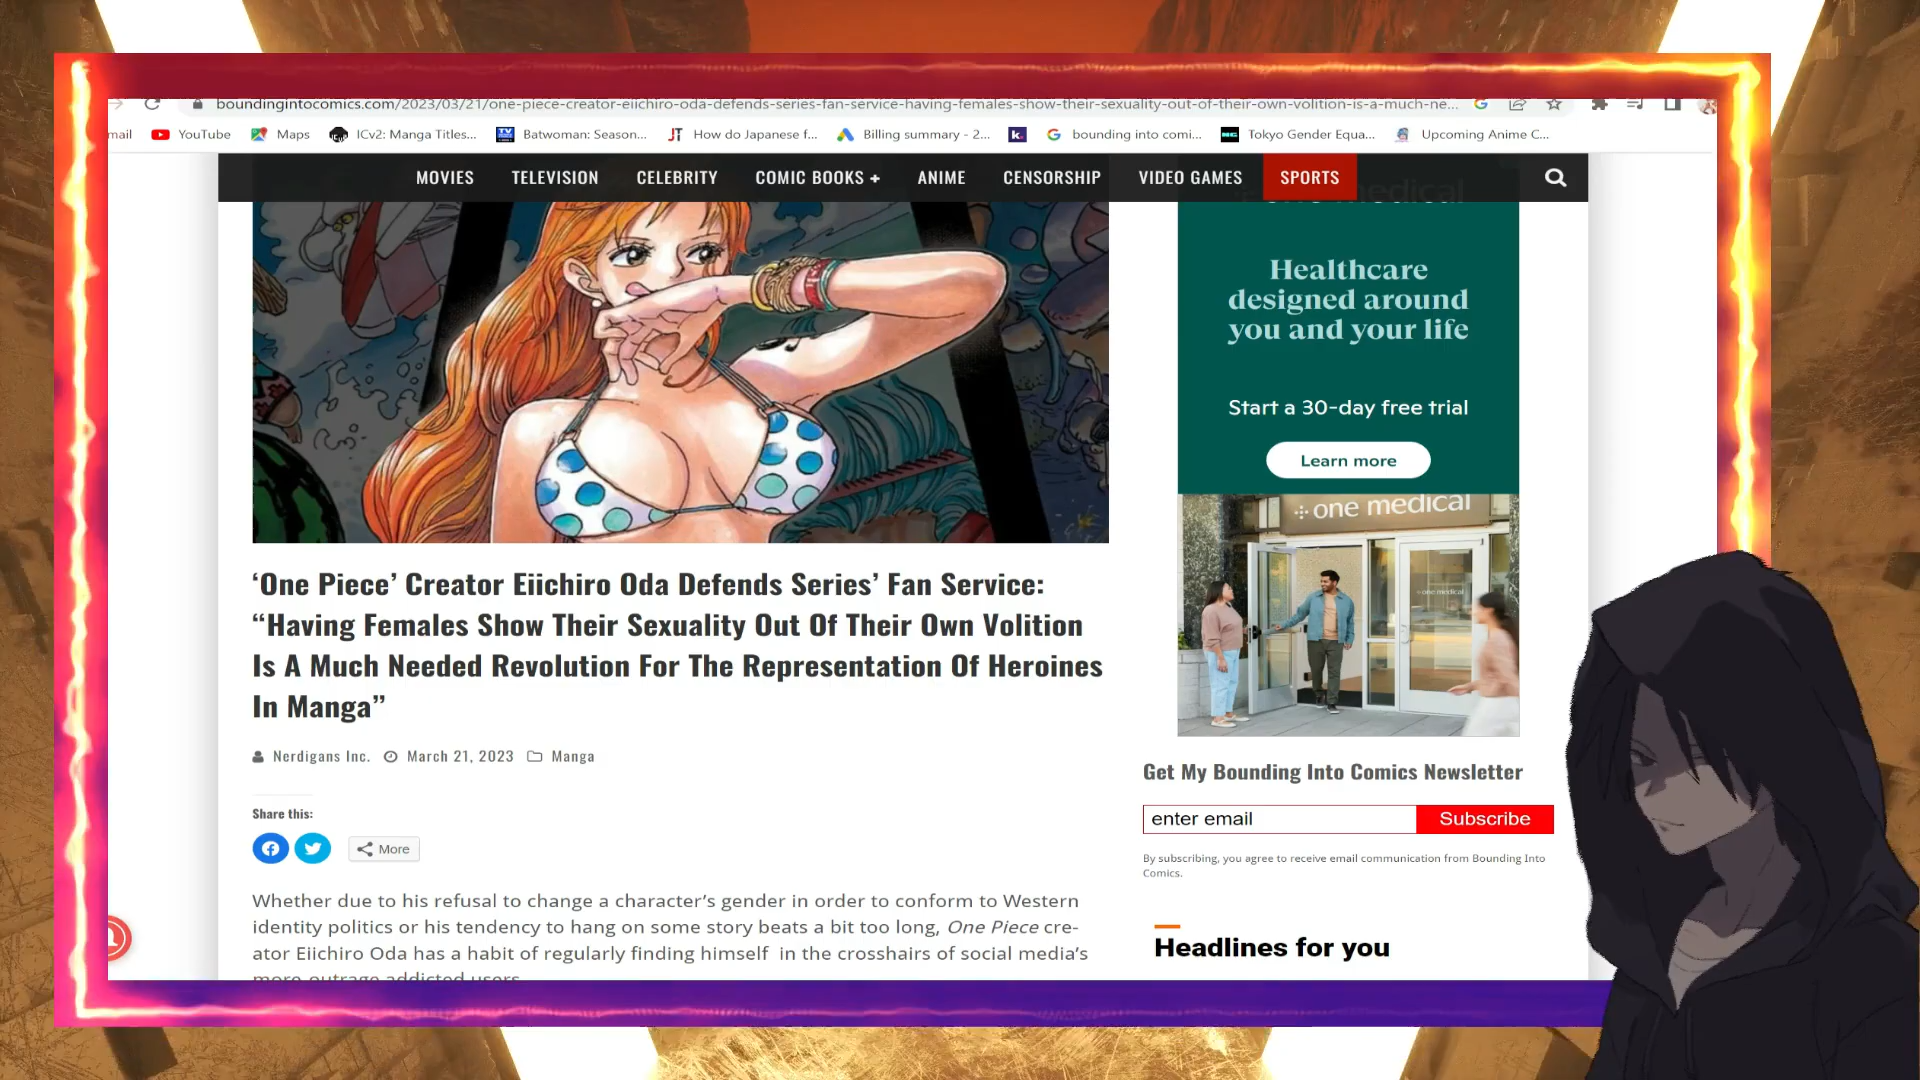 boundingintocomics.com/2023/03/21/one-piece-creator-eiichiro-oda-defends-series-fan-service-having-females-show-their-sexuality-out-of-their-own-volition-is-a-much-ne...
mail YouTube Maps ICv2: Manga Titles... Batwoman: Season... How do Japanese f... Billing summary - 2... bounding into comi... Tokyo Gender Equa... Upcoming Anime C...
MOVIES TELEVISION CELEBRITY COMIC BOOKS + ANIME CENSORSHIP VIDEO GAMES SPORTS
one medical
Healthcare
designed around
you and your life
Start a 30-day free trial
Learn more
one medical
one medical
‘One Piece’ Creator Eiichiro Oda Defends Series’ Fan Service:
“Having Females Show Their Sexuality Out Of Their Own Volition
Is A Much Needed Revolution For The Representation Of Heroines
In Manga”
Nerdigans Inc. March 21, 2023 Manga
Share this:
More
Whether due to his refusal to change a character’s gender in order to conform to Western
identity politics or his tendency to hang on some story beats a bit too long, One Piece cre-
ator Eiichiro Oda has a habit of regularly finding himself in the crosshairs of social media’s
more outrage addicted users.
Get My Bounding Into Comics Newsletter
enter email Subscribe
By subscribing, you agree to receive email communication from Bounding Into
Comics.
Headlines for you